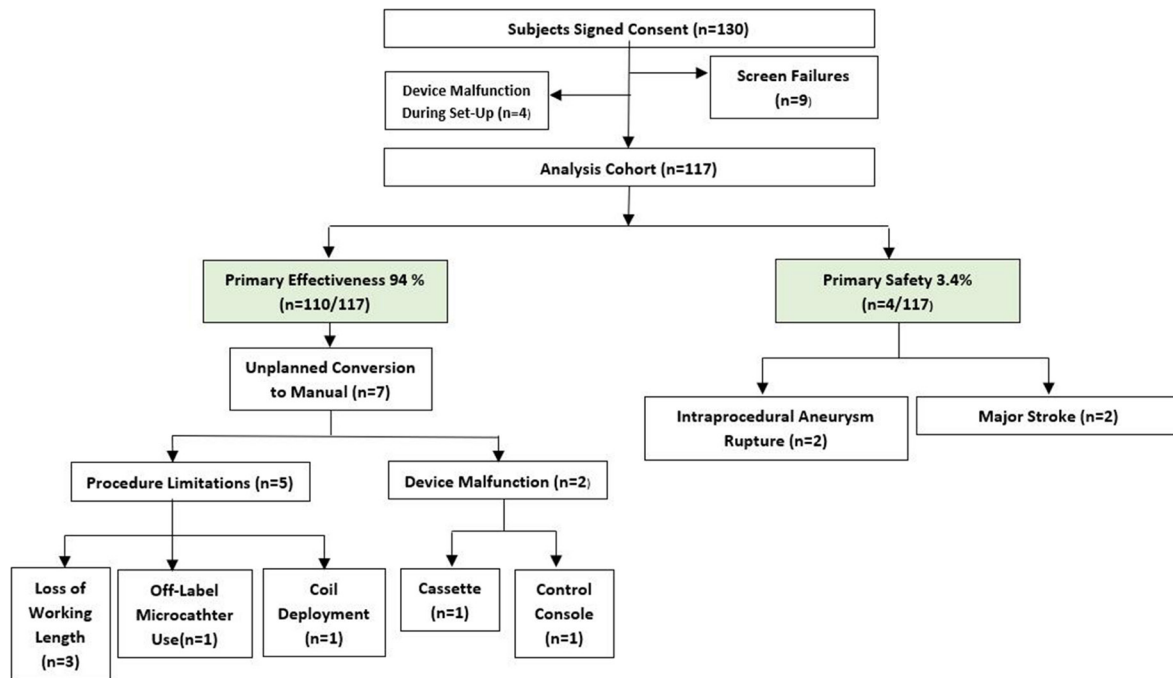 Subjects Signed Consent (n=130)
Device Malfunction
During Set-Up (n=4)
Screen Failures
(n=9)
Analysis Cohort (n=117)
Primary Effectiveness 94 %
(n=110/117)
Primary Safety 3.4%
(n=4/117)
Unplanned Conversion
to Manual (n=7)
Intraprocedural Aneurysm
Rupture (n=2)
Major Stroke (n=2)
Procedure Limitations (n=5)
Device Malfunction (n=2)
Loss of
Working
Length
(n=3)
Off-Label
Microcathter
Use(n=1)
Coil
Deployment
(n=1)
Cassette
(n=1)
Control
Console
(n=1)